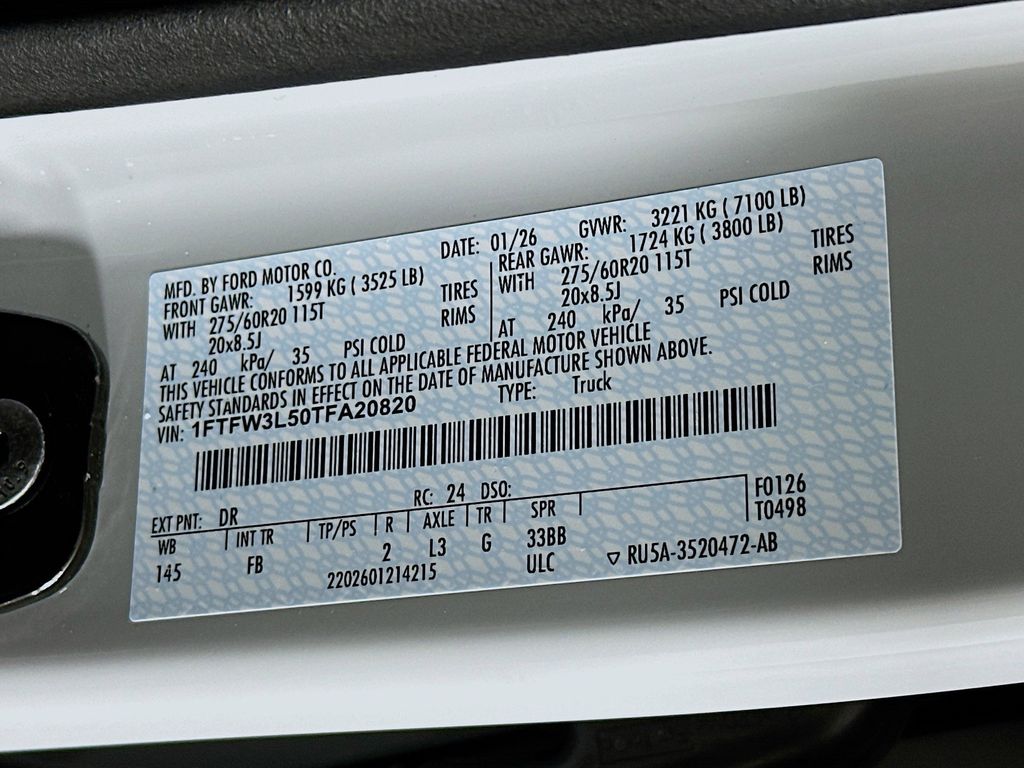 MFD. BY FORD MOTOR CO.
DATE: 01/26 GVWR: 3221 KG ( 7100 LB)
FRONT GAWR: 1599 KG ( 3525 LB)
WITH 275/60R20 115T TIRES
20x8.5J RIMS
AT 240 kPa/ 35 PSI COLD
REAR GAWR: 1724 KG ( 3800 LB)
WITH 275/60R20 115T TIRES
20x8.5J RIMS
AT 240 kPa/ 35 PSI COLD
THIS VEHICLE CONFORMS TO ALL APPLICABLE FEDERAL MOTOR VEHICLE
SAFETY STANDARDS IN EFFECT ON THE DATE OF MANUFACTURE SHOWN ABOVE.
VIN: 1FTFW3L50TFA20820 TYPE: Truck
EXT PNT: DR RC: 24 DSO: F0126
WB INT TR TP/PS R AXLE TR SPR T0498
145 FB 2 L3 G 33BB
2202601214215 ULC RU5A-3520472-AB